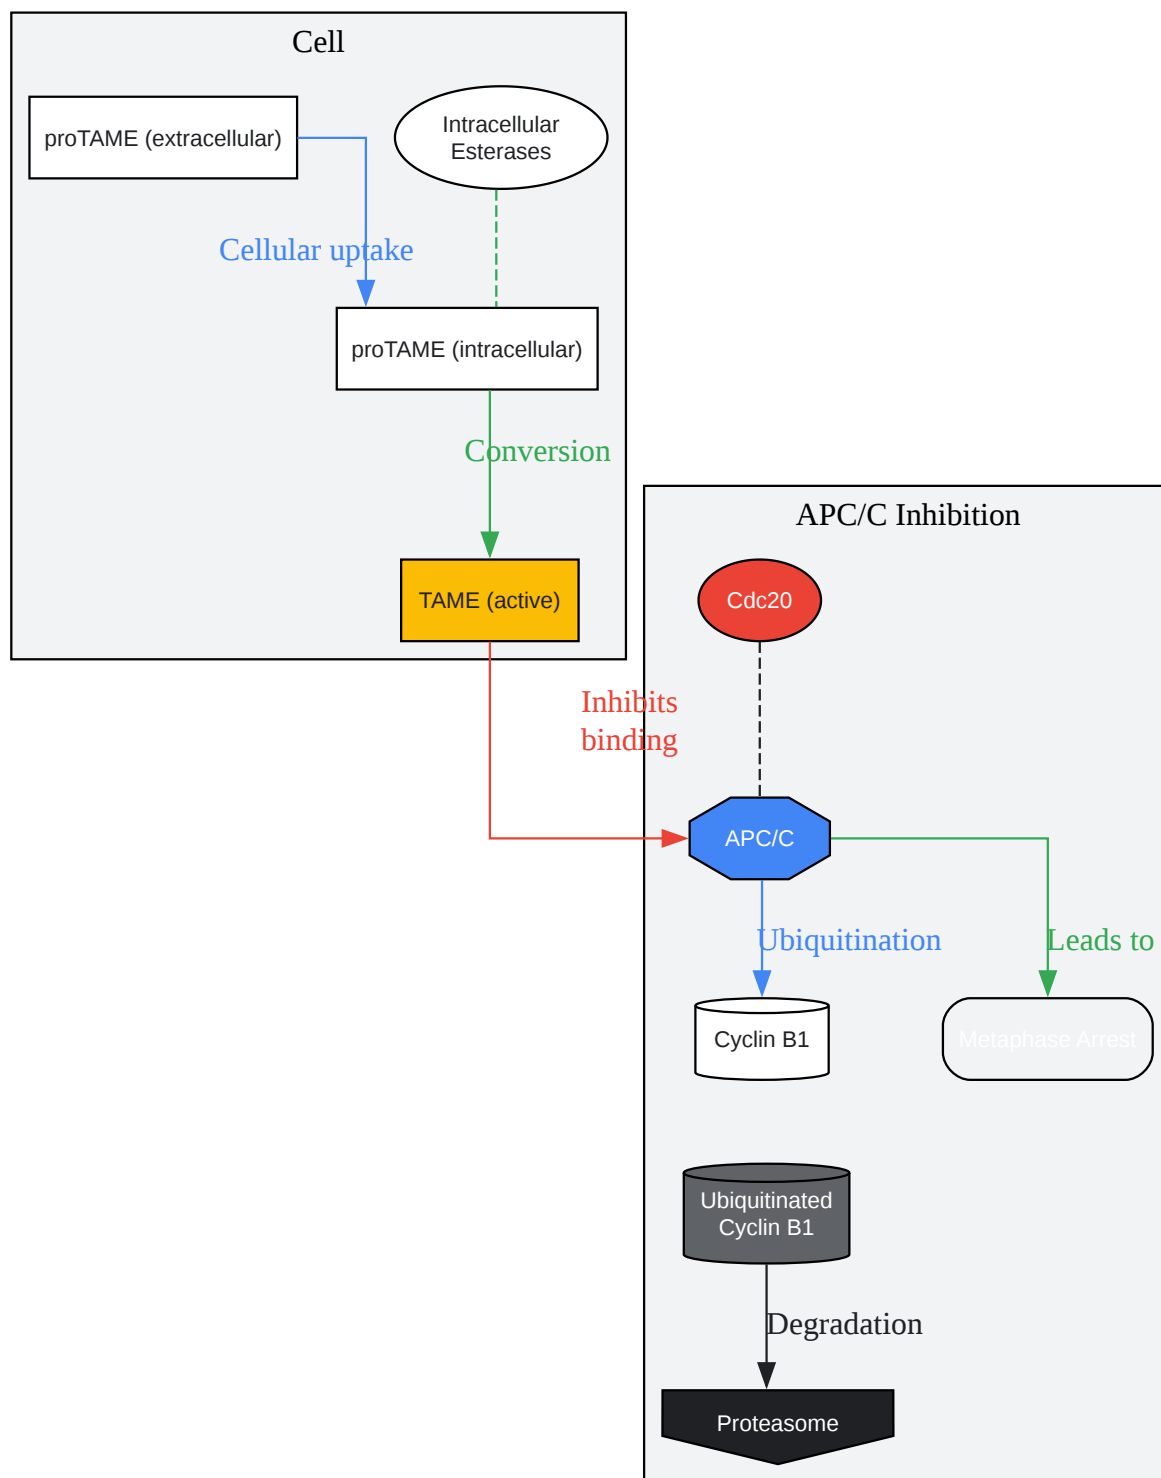 Cell
proTAME (extracellular)
Intracellular
Esterases
Cellular uptake
proTAME (intracellular)
Conversion
TAME (active)
APC/C Inhibition
Cdc20
Inhibits
binding
APC/C
Ubiquitination
Leads to
Cyclin B1
Metaphase Arrest
Ubiquitinated
Cyclin B1
Degradation
Proteasome